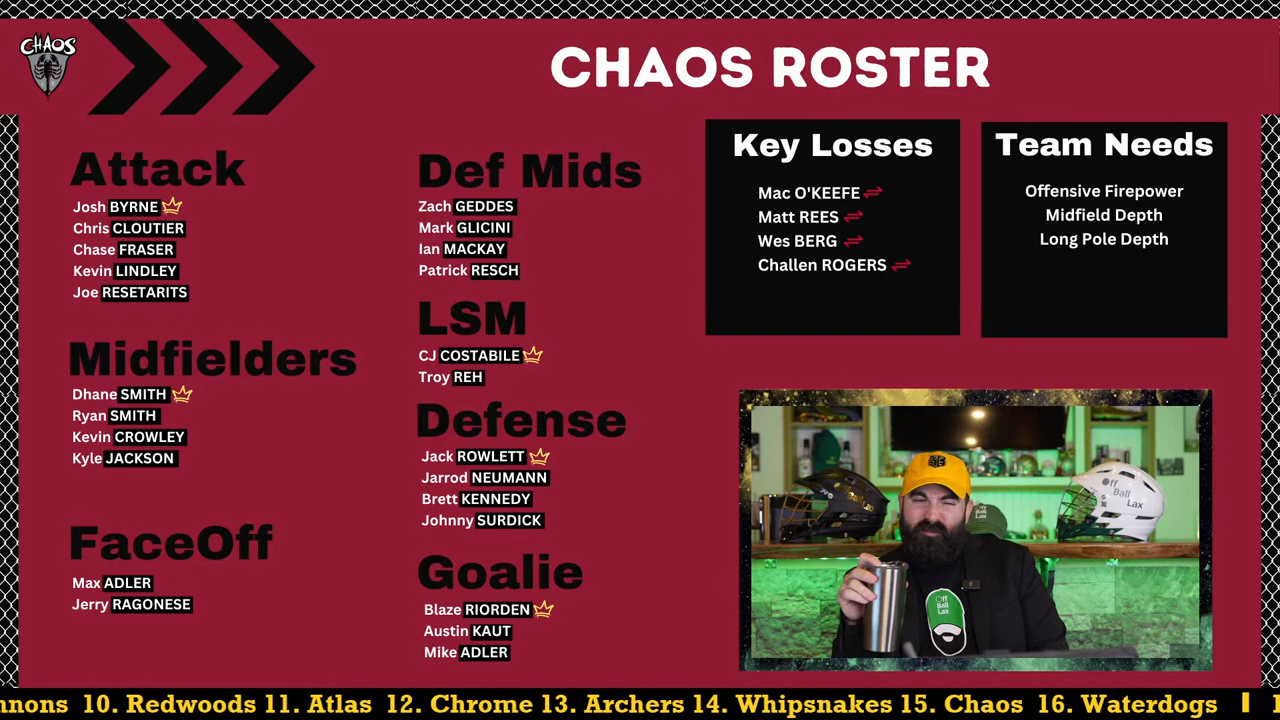 CHAOS
CHAOS ROSTER
Attack
Josh BYRNE
Chris CLOUTIER
Chase FRASER
Kevin LINDLEY
Joe RESETARITS
Midfielders
Dhane SMITH
Ryan SMITH
Kevin CROWLEY
Kyle JACKSON
FaceOff
Max ADLER
Jerry RAGONESE
Def Mids
Zach GEDDES
Mark GLICINI
Ian MACKAY
Patrick RESCH
LSM
CJ COSTABILE
Troy REH
Defense
Jack ROWLETT
Jarrod NEUMANN
Brett KENNEDY
Johnny SURDICK
Goalie
Blaze RIORDEN
Austin KAUT
Mike ADLER
Key Losses
Mac O'KEEFE
Matt REES
Wes BERG
Challen ROGERS
Team Needs
Offensive Firepower
Midfield Depth
Long Pole Depth
Off
Ball
Lax
Off
Ball
Lax
nnons 10. Redwoods 11. Atlas 12. Chrome 13. Archers 14. Whipsnakes 15. Chaos 16. Waterdogs